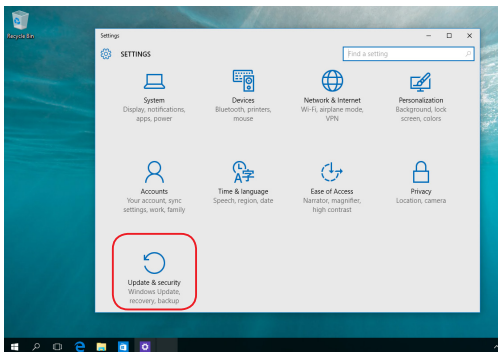 Recycle Bin
Settings
SETTINGS
Find a setting
System
Display, notifications,
apps, power
Devices
Bluetooth, printers,
mouse
Network & Internet
Wi-Fi, airplane mode,
VPN
Personalization
Background, lock
screen, colors
Accounts
Your account, sync
settings, work, family
Time & language
Speech, region, date
Ease of Access
Narrator, magnifier,
high contrast
Privacy
Location, camera
Update & security
Windows Update,
recovery, backup